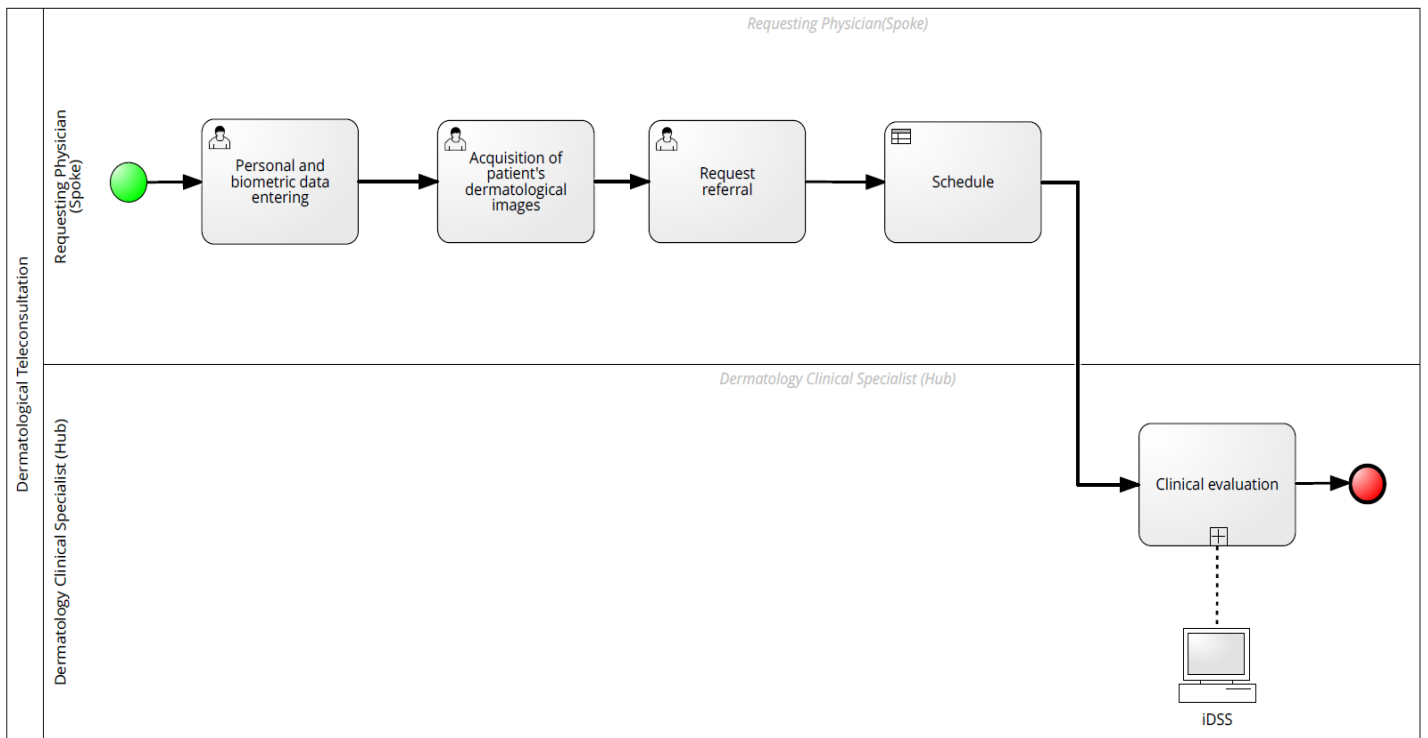 Dermatological Teleconsultation
Requesting Physician
(Spoke)
Requesting Physician(Spoke)
Personal and
biometric data
entering
Acquisition of
patient's
dermatological
images
Request
referral
Schedule
Dermatology Clinical Specialist (Hub)
Dermatology Clinical Specialist (Hub)
Clinical evaluation
iDSS